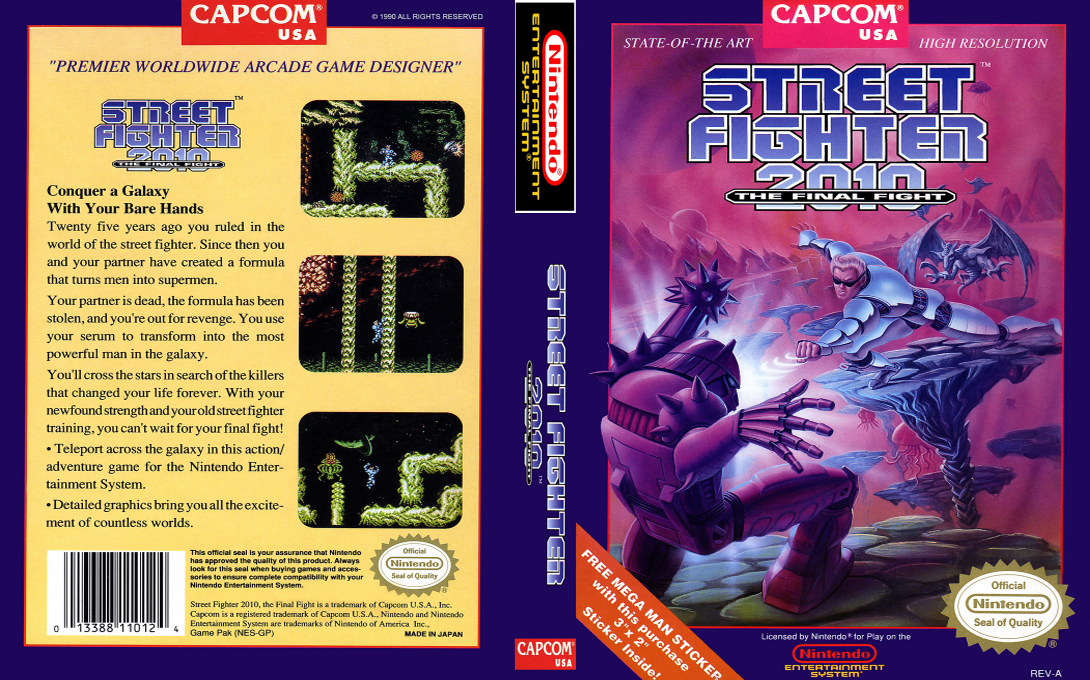 CAPCOM®
USA
© 1990 ALL RIGHTS RESERVED
"PREMIER WORLDWIDE ARCADE GAME DESIGNER"
STREET™
FIGHTER
2010
THE FINAL FIGHT
Conquer a Galaxy
With Your Bare Hands
Twenty five years ago you ruled in the
world of the street fighter. Since then you
and your partner have created a formula
that turns men into supermen.
Your partner is dead, the formula has been
stolen, and you're out for revenge. You use
your serum to transform into the most
powerful man in the galaxy.
You'll cross the stars in search of the killers
that changed your life forever. With your
newfound strength and your old street fighter
training, you can't wait for your final fight!
• Teleport across the galaxy in this action/
adventure game for the Nintendo Enter-
tainment System.
• Detailed graphics bring you all the excite-
ment of countless worlds.
0 13388 11012 4
This official seal is your assurance that Nintendo
has approved the quality of this product. Always
look for this seal when buying games and acces-
sories to ensure complete compatibility with your
Nintendo Entertainment System.
Official
Nintendo
Seal of Quality
®
Street Fighter 2010, the Final Fight is a trademark of Capcom U.S.A., Inc.
Capcom is a registered trademark of Capcom U.S.A., Nintendo and Nintendo
Entertainment System are trademarks of Nintendo of America Inc.,
Game Pak (NES-GP)
MADE IN JAPAN
Nintendo®
ENTERTAINMENT
SYSTEM®
STREET FIGHTER
2010™
THE FINAL FIGHT
CAPCOM®
USA
CAPCOM®
USA
STATE-OF-THE ART
HIGH RESOLUTION
STREET™
FIGHTER
2010
THE FINAL FIGHT
FREE MEGA MAN STICKER
with this purchase
3" x 2"
Sticker Inside!
Official
Nintendo
Seal of Quality
®
Licensed by Nintendo® for Play on the
Nintendo
ENTERTAINMENT
SYSTEM®
REV-A